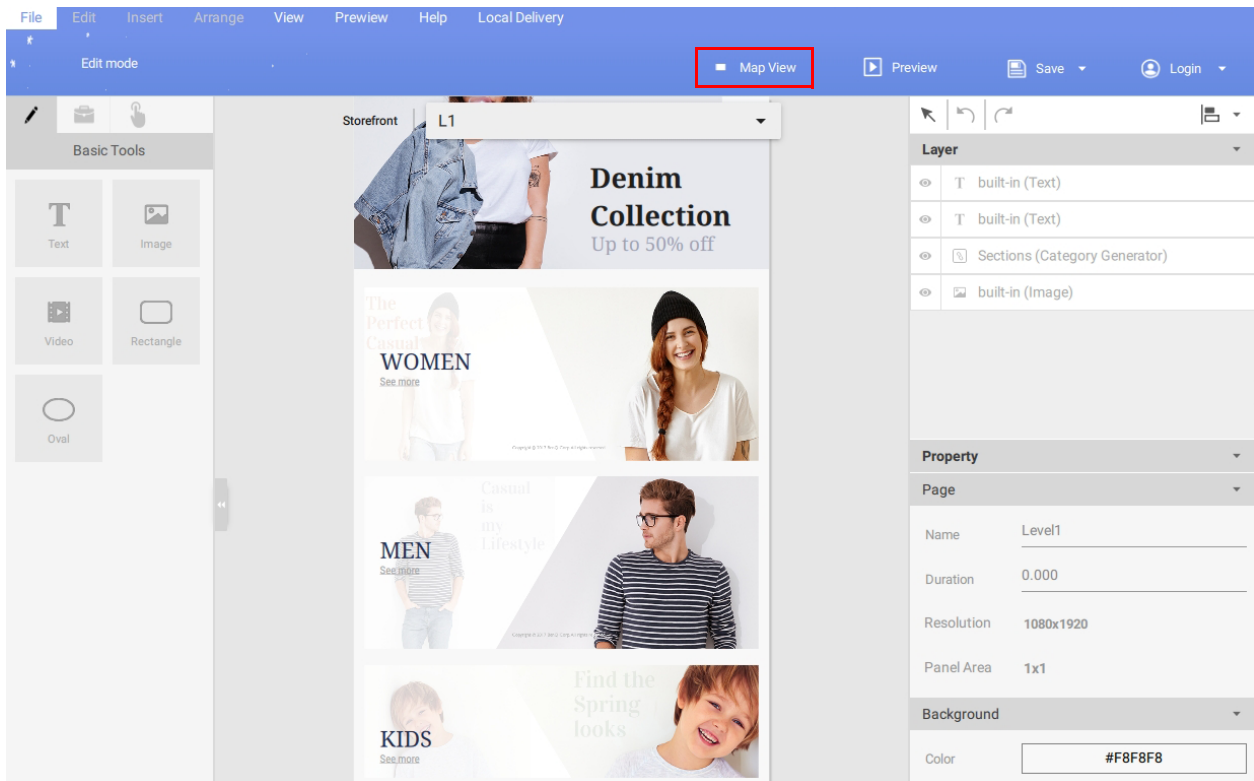 File Edit Insert Arrange View Prewiew Help Local Delivery
Edit mode Map View Preview Save Login
Storefront L1
Basic Tools
Text Image
Video Rectangle
Oval
Denim
Collection
Up to 50% off
The
Perfect
Casual
WOMEN
See more
Casual
is
my
Lifestyle
MEN
See more
Find the
Spring
looks
KIDS
See more
Layer
T built-in (Text)
T built-in (Text)
Sections (Category Generator)
built-in (Image)
Property
Page
Name Level1
Duration 0.000
Resolution 1080x1920
Panel Area 1x1
Background
Color #F8F8F8